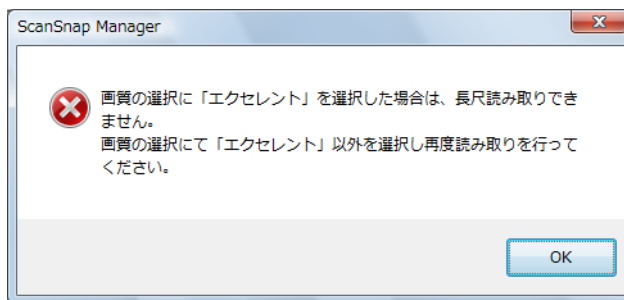 ScanSnap Manager
画質の選択に「エクセレント」を選択した場合は、長尺読み取りでき
ません。
画質の選択にて「エクセレント」以外を選択し再度読み取りを行って
ください。
OK